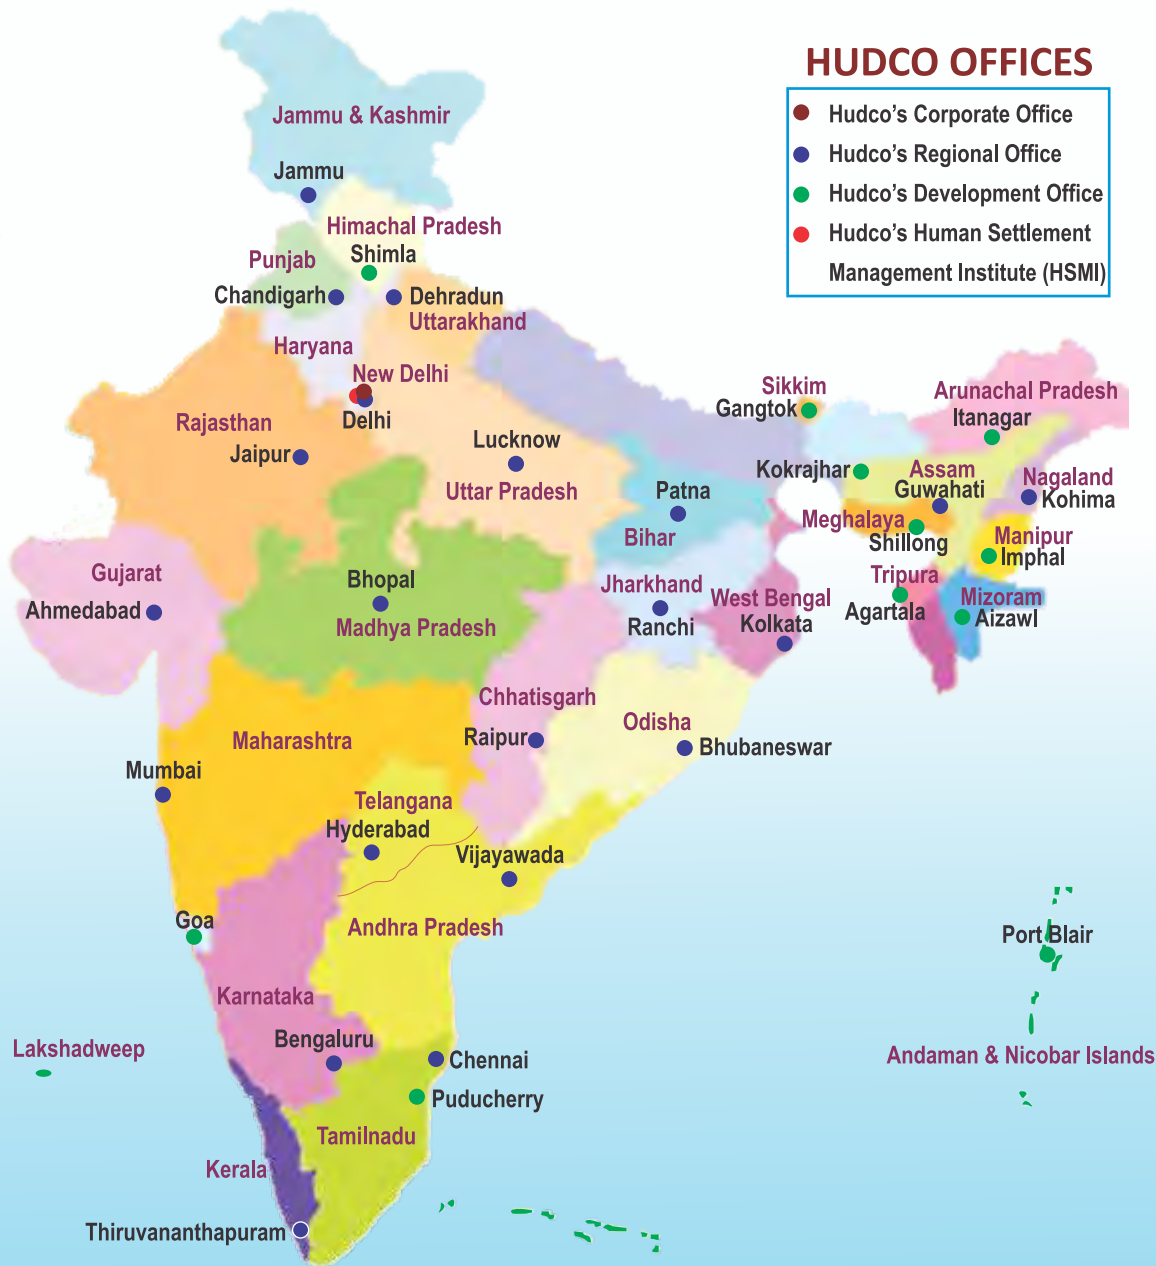 HUDCO OFFICES
Hudco's Corporate Office
Hudco's Regional Office
Hudco's Development Office
Hudco's Human Settlement
Management Institute (HSMI)
Jammu & Kashmir
Jammu
Himachal Pradesh
Shimla
Punjab
Chandigarh
Dehradun
Uttarakhand
Haryana
New Delhi
Delhi
Rajasthan
Jaipur
Lucknow
Uttar Pradesh
Sikkim
Gangtok
Arunachal Pradesh
Itanagar
Kokrajhar
Assam
Guwahati
Nagaland
Kohima
Patna
Bihar
Meghalaya
Shillong
Manipur
Imphal
Gujarat
Ahmedabad
Bhopal
Madhya Pradesh
Jharkhand
Ranchi
West Bengal
Kolkata
Tripura
Agartala
Mizoram
Aizawl
Chhatisgarh
Raipur
Odisha
Bhubaneswar
Maharashtra
Mumbai
Telangana
Hyderabad
Vijayawada
Andhra Pradesh
Goa
Port Blair
Karnataka
Bengaluru
Chennai
Lakshadweep
Andaman & Nicobar Islands
Puducherry
Tamilnadu
Kerala
Thiruvananthapuram